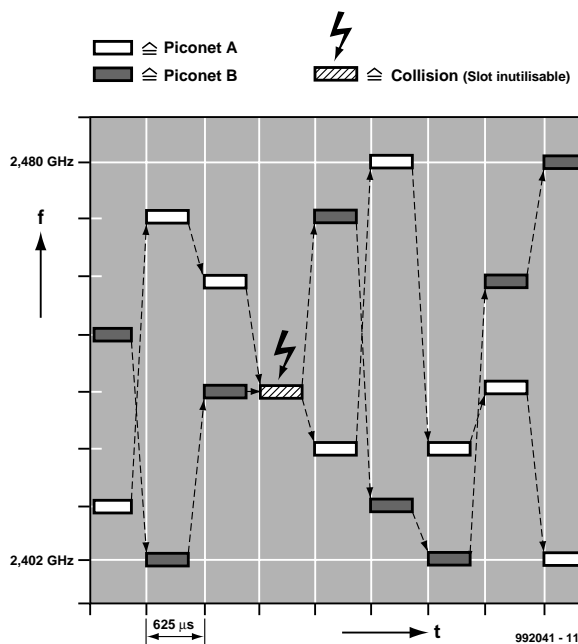 ≙ Piconet A
≙ Piconet B
≙ Collision (Slot inutilisable)
2,480 GHz
f
2,402 GHz
625 µs
t
992041 - 11